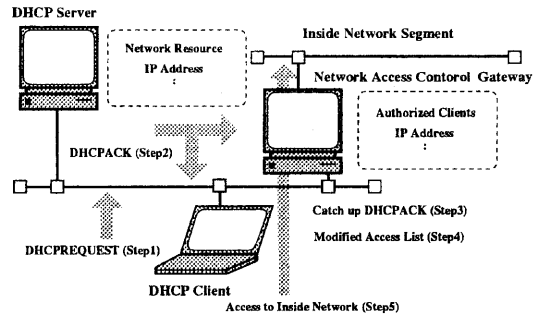 DHCP Server
Network Resource
IP Address
:
Inside Network Segment
Network Access Contorol Gateway
Authorized Clients
IP Address
:
DHCPACK (Step2)
DHCPREQUEST (Step1)
DHCP Client
Catch up DHCPACK (Step3)
Modified Access List (Step4)
Access to Inside Network (Step5)